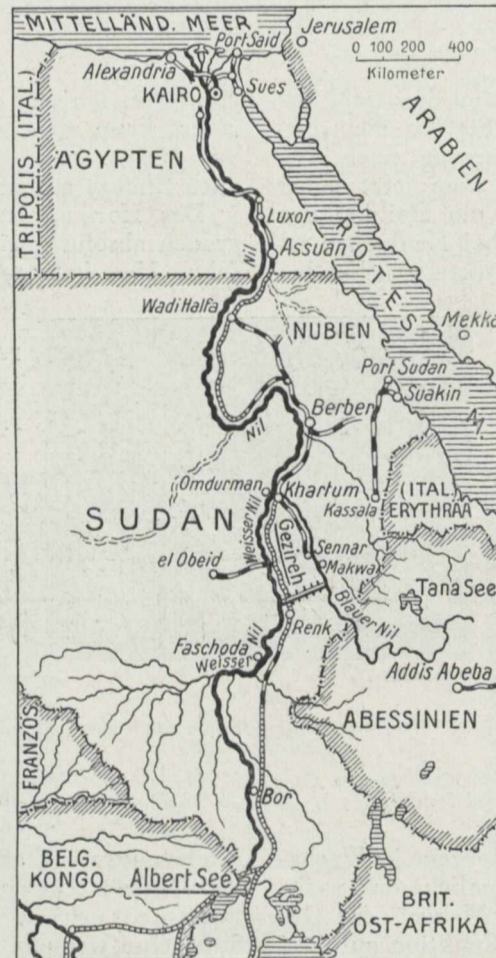 MITTELLÄND. MEER
Jerusalem
Port Said
0 100 200 400
Kilometer
Alexandria
Sues
KAIRO
ARABIEN
TRIPOLIS (ITAL.)
ÄGYPTEN
Luxor
ROTES
Nil
Assuan
Wadi Halfa
NUBIEN
Mekka
Port Sudan
Suakin
M.
Berber
Nil
Omdurman
Khartum
(ITAL.)
ERYTHRÄA
Kassala
SUDAN
Weisser Nil
Gezireh
Sennar
Makwa
el Obeid
Tana See
Blauer Nil
Renk
Faschoda
Weisser Nil
Addis Abeba
FRANZÖS.
ABESSINIEN
Bor
BELG.
KONGO
Albert See
BRIT.
OST-AFRIKA